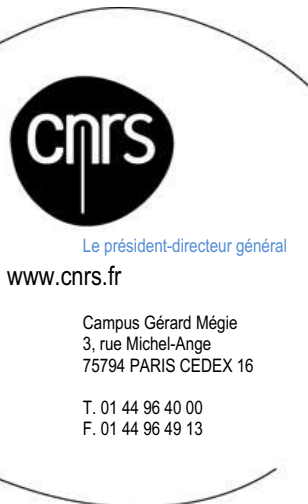 cnrs
Le président-directeur général
www.cnrs.fr
Campus Gérard Mégie
3, rue Michel-Ange
75794 PARIS CEDEX 16
T. 01 44 96 40 00
F. 01 44 96 49 13